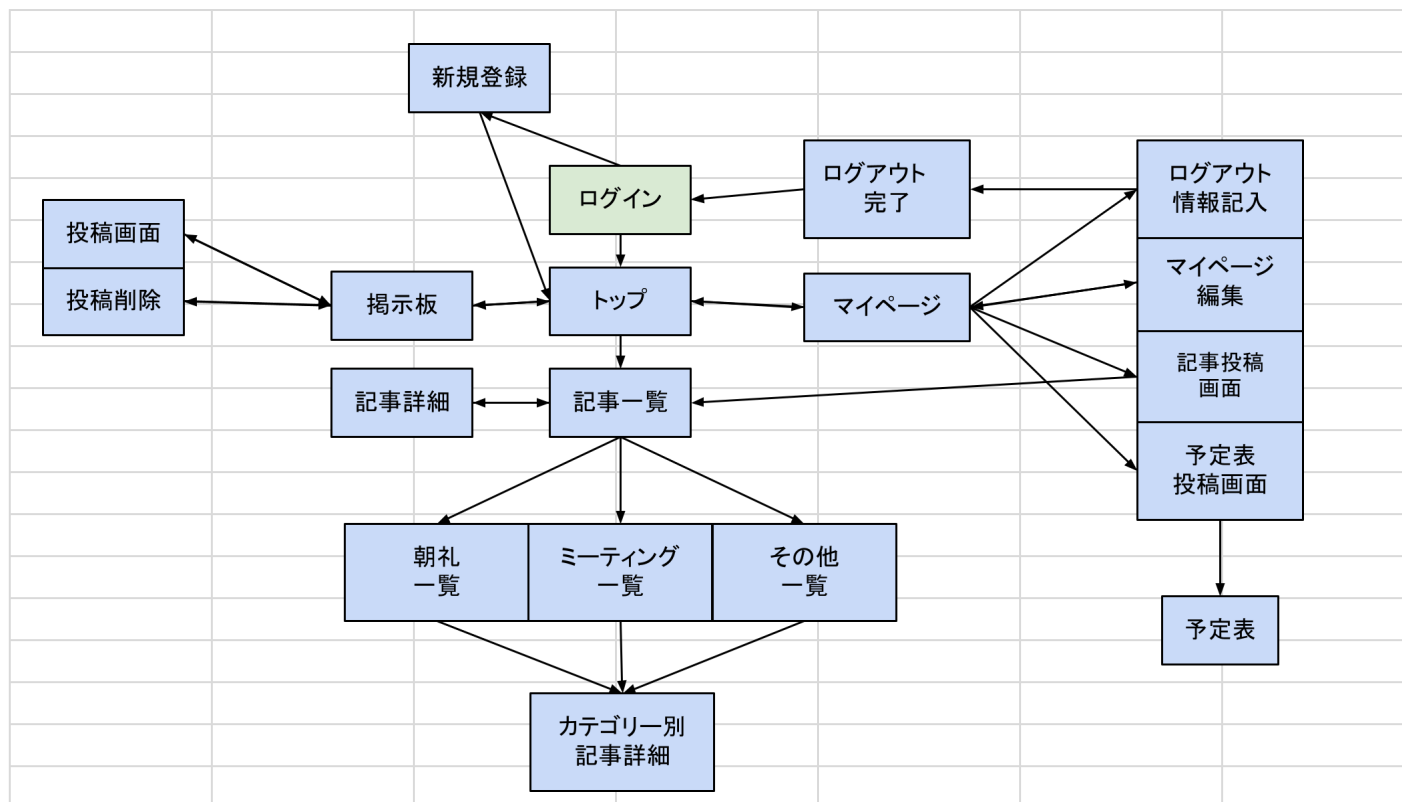 新規登録
ログイン
ログアウト
完了
ログアウト
情報記入
投稿画面
投稿削除
掲示板
トップ
マイページ
マイページ
編集
記事詳細
記事一覧
記事投稿
画面
予定表
投稿画面
朝礼
一覧
ミーティング
一覧
その他
一覧
予定表
カテゴリー別
記事詳細